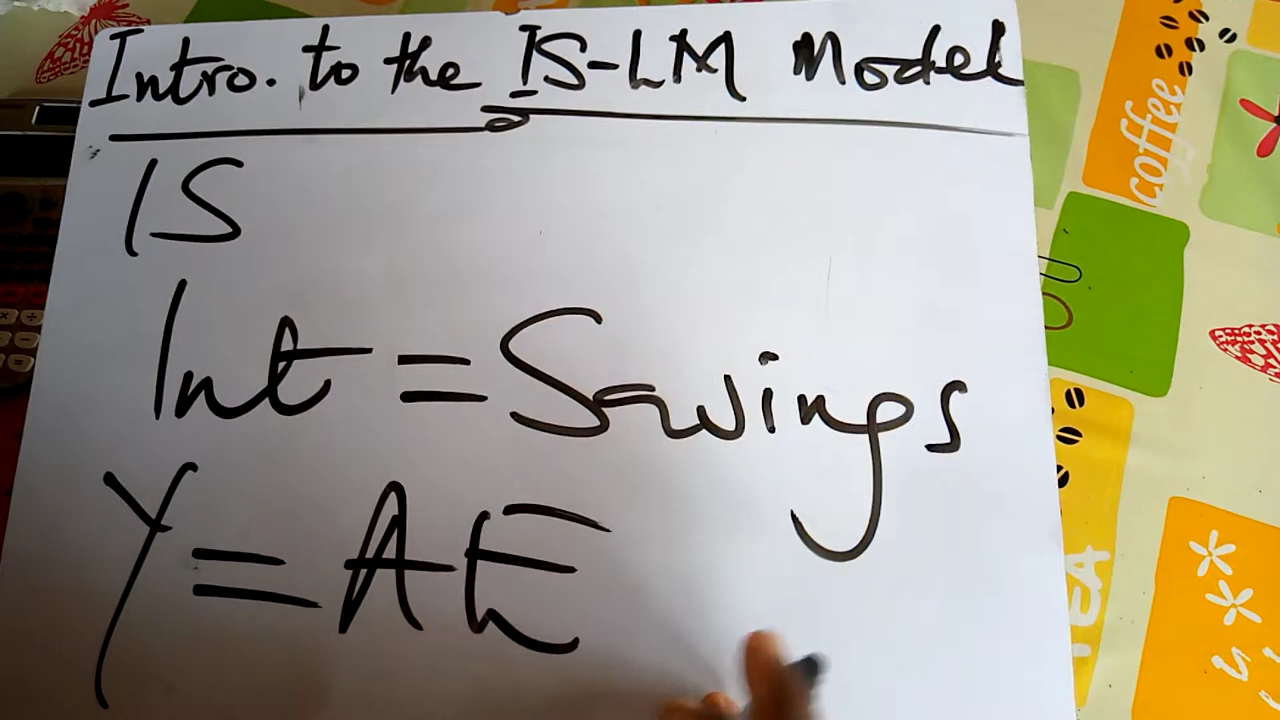 Intro. to the IS-LM Model
IS
Int = Savings
Y = AE
coffee
TEA